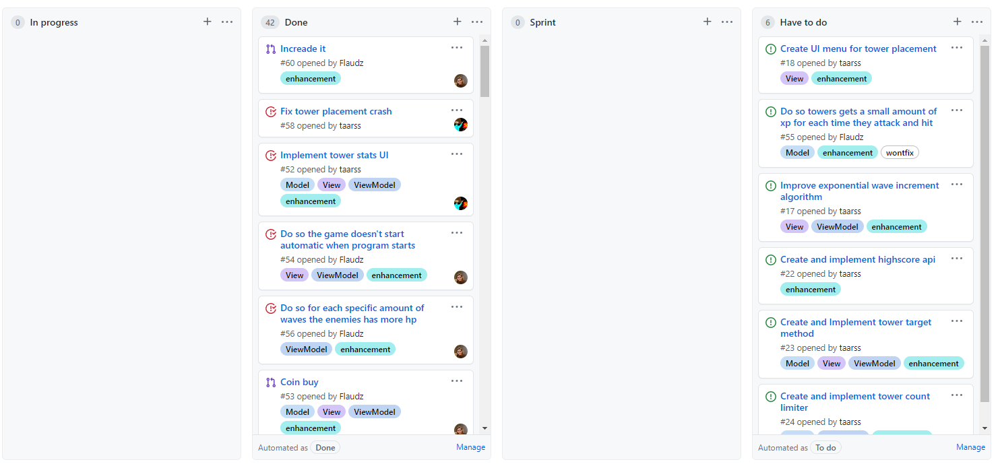 0 In progress
42 Done
Increade it
#60 opened by Flaudz
enhancement
Fix tower placement crash
#58 opened by taarss
Implement tower stats UI
#52 opened by taarss
Model View ViewModel
enhancement
Do so the game doesn't start
automatic when program starts
#54 opened by Flaudz
View ViewModel enhancement
Do so for each specific amount of
waves the enemies has more hp
#56 opened by Flaudz
ViewModel enhancement
Coin buy
#53 opened by Flaudz
Model View ViewModel
enhancement
Automated as Done Manage
0 Sprint
6 Have to do
Create UI menu for tower placement
#18 opened by taarss
View enhancement
Do so towers gets a small amount of
xp for each time they attack and hit
#55 opened by Flaudz
Model enhancement wontfix
Improve exponential wave increment
algorithm
#17 opened by taarss
View ViewModel enhancement
Create and implement highscore api
#22 opened by taarss
enhancement
Create and Implement tower target
method
#23 opened by taarss
Model View ViewModel enhancement
Create and implement tower count
limiter
#24 opened by taarss
Automated as To do Manage